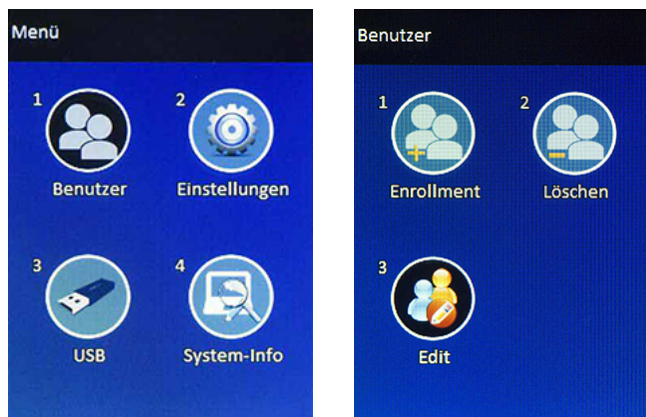 Menü
1
2
Benutzer
Einstellungen
3
4
USB
System-Info
Benutzer
1
2
Enrollment
Löschen
3
Edit